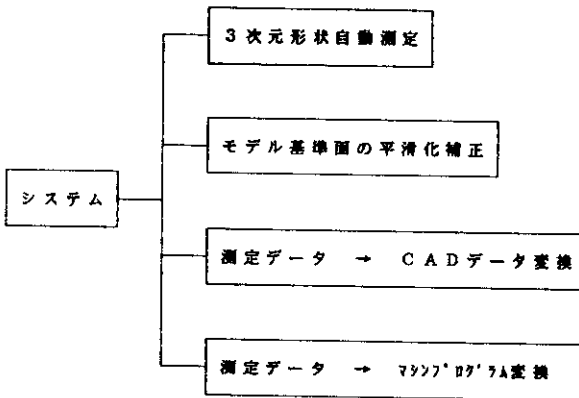 3次元形状自動測定
モデル基準面の平滑化補正
システム
測定データ → CADデータ変換
測定データ → マシンプログラム変換